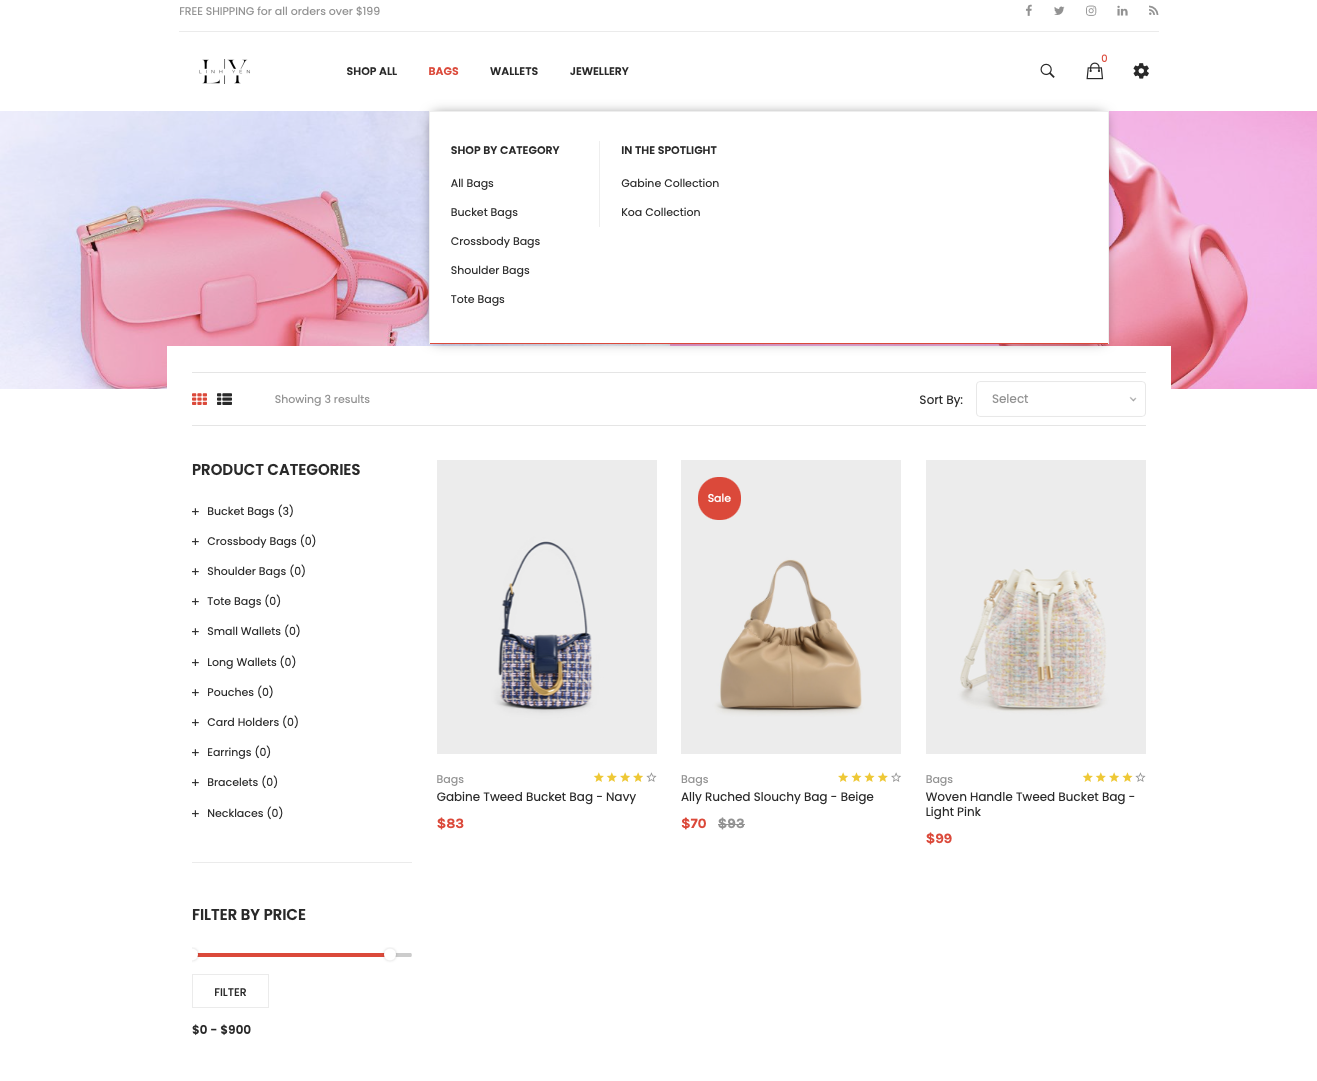 FREE SHIPPING for all orders over $199
LY
LINH YEN
SHOP ALL
BAGS
WALLETS
JEWELLERY
0
SHOP BY CATEGORY
All Bags
Bucket Bags
Crossbody Bags
Shoulder Bags
Tote Bags
IN THE SPOTLIGHT
Gabine Collection
Koa Collection
Showing 3 results
Sort By:
Select
PRODUCT CATEGORIES
+ Bucket Bags (3)
+ Crossbody Bags (0)
+ Shoulder Bags (0)
+ Tote Bags (0)
+ Small Wallets (0)
+ Long Wallets (0)
+ Pouches (0)
+ Card Holders (0)
+ Earrings (0)
+ Bracelets (0)
+ Necklaces (0)
FILTER BY PRICE
FILTER
$0 - $900
Bags
Gabine Tweed Bucket Bag - Navy
$83
Sale
Bags
Ally Ruched Slouchy Bag - Beige
$70 $93
Bags
Woven Handle Tweed Bucket Bag -
Light Pink
$99